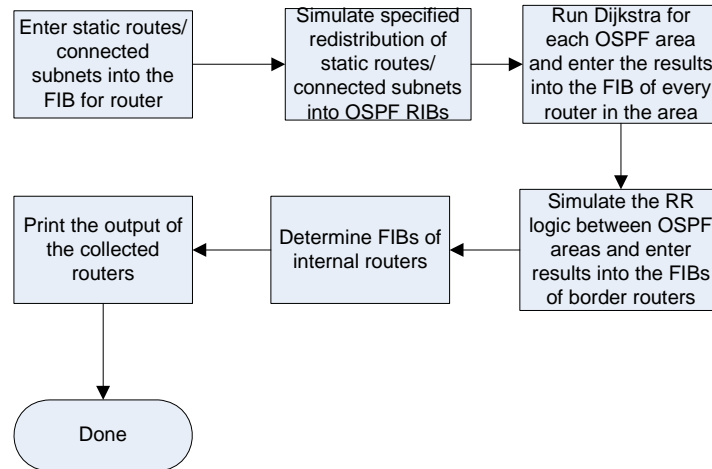 Enter static routes/
connected subnets
into the
FIB for router
Simulate specified
redistribution of
static routes/
connected subnets
into OSPF RIBs
Run Dijkstra for
each OSPF area
and enter the results
into the FIB of every
router in the area
Simulate the RR
logic between OSPF
areas and enter
results into the FIBs
of border routers
Determine FIBs of
internal routers
Print the output of
the collected
routers
Done